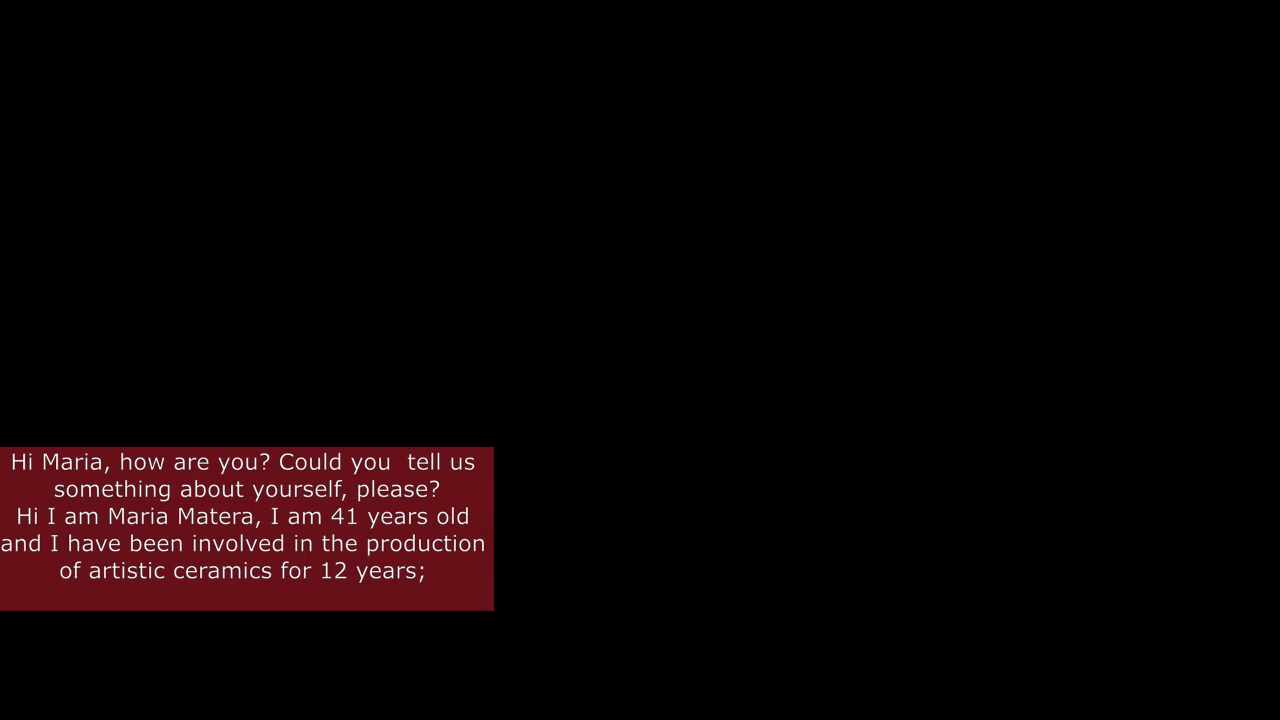 Hi Maria, how are you? Could you  tell us
something about yourself, please?
Hi I am Maria Matera, I am 41 years old
and I have been involved in the production
of artistic ceramics for 12 years;